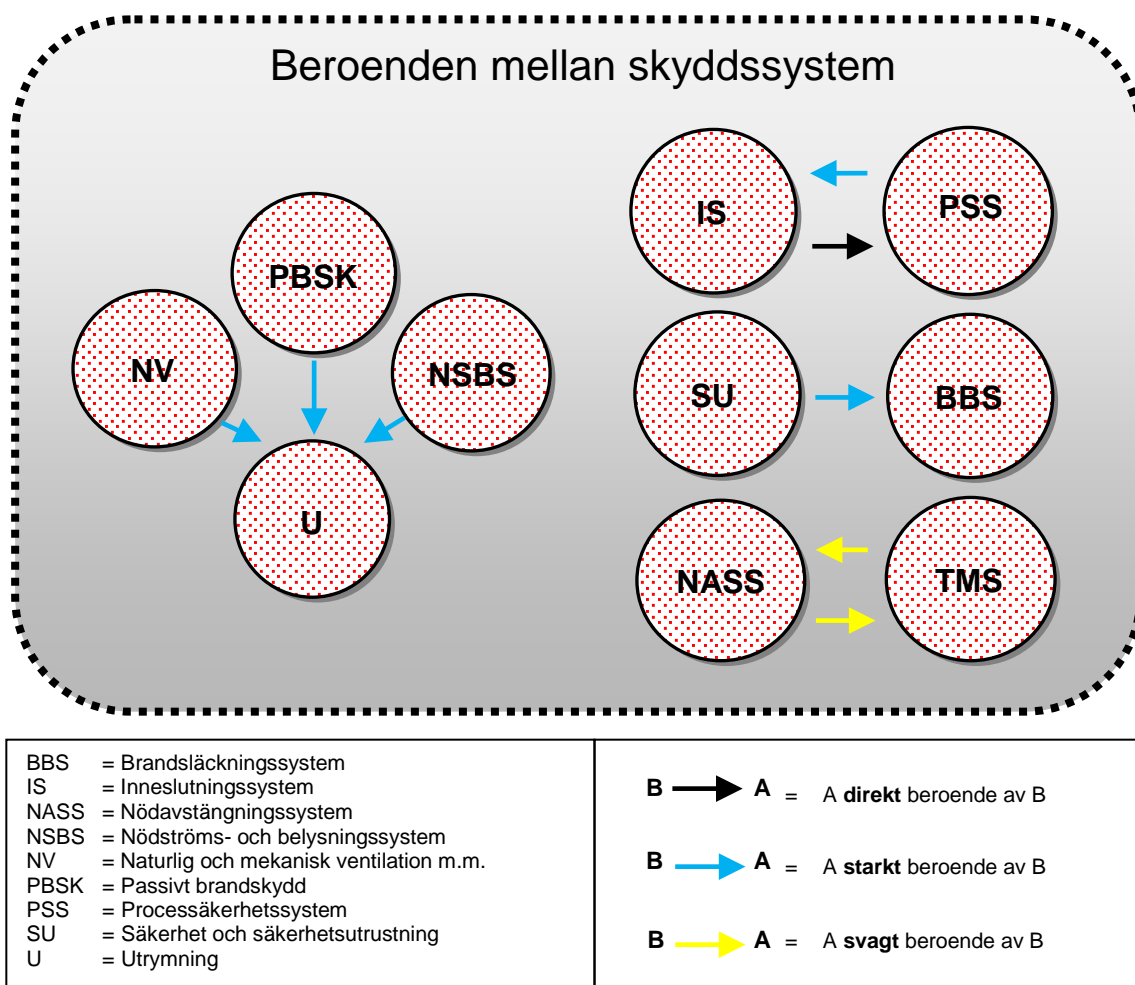 Beroenden mellan skyddssystem
IS
PSS
PBSK
NV
NSBS
SU
BBS
U
NASS
TMS
BBS = Brandsläckningssystem
IS = Inneslutningssystem
NASS = Nödavstängningssystem
NSBS = Nödströms- och belysningssystem
NV = Naturlig och mekanisk ventilation m.m.
PBSK = Passivt brandskydd
PSS = Processäkerhetssystem
SU = Säkerhet och säkerhetsutrustning
U = Utrymning
B A = A direkt beroende av B
B A = A starkt beroende av B
B A = A svagt beroende av B